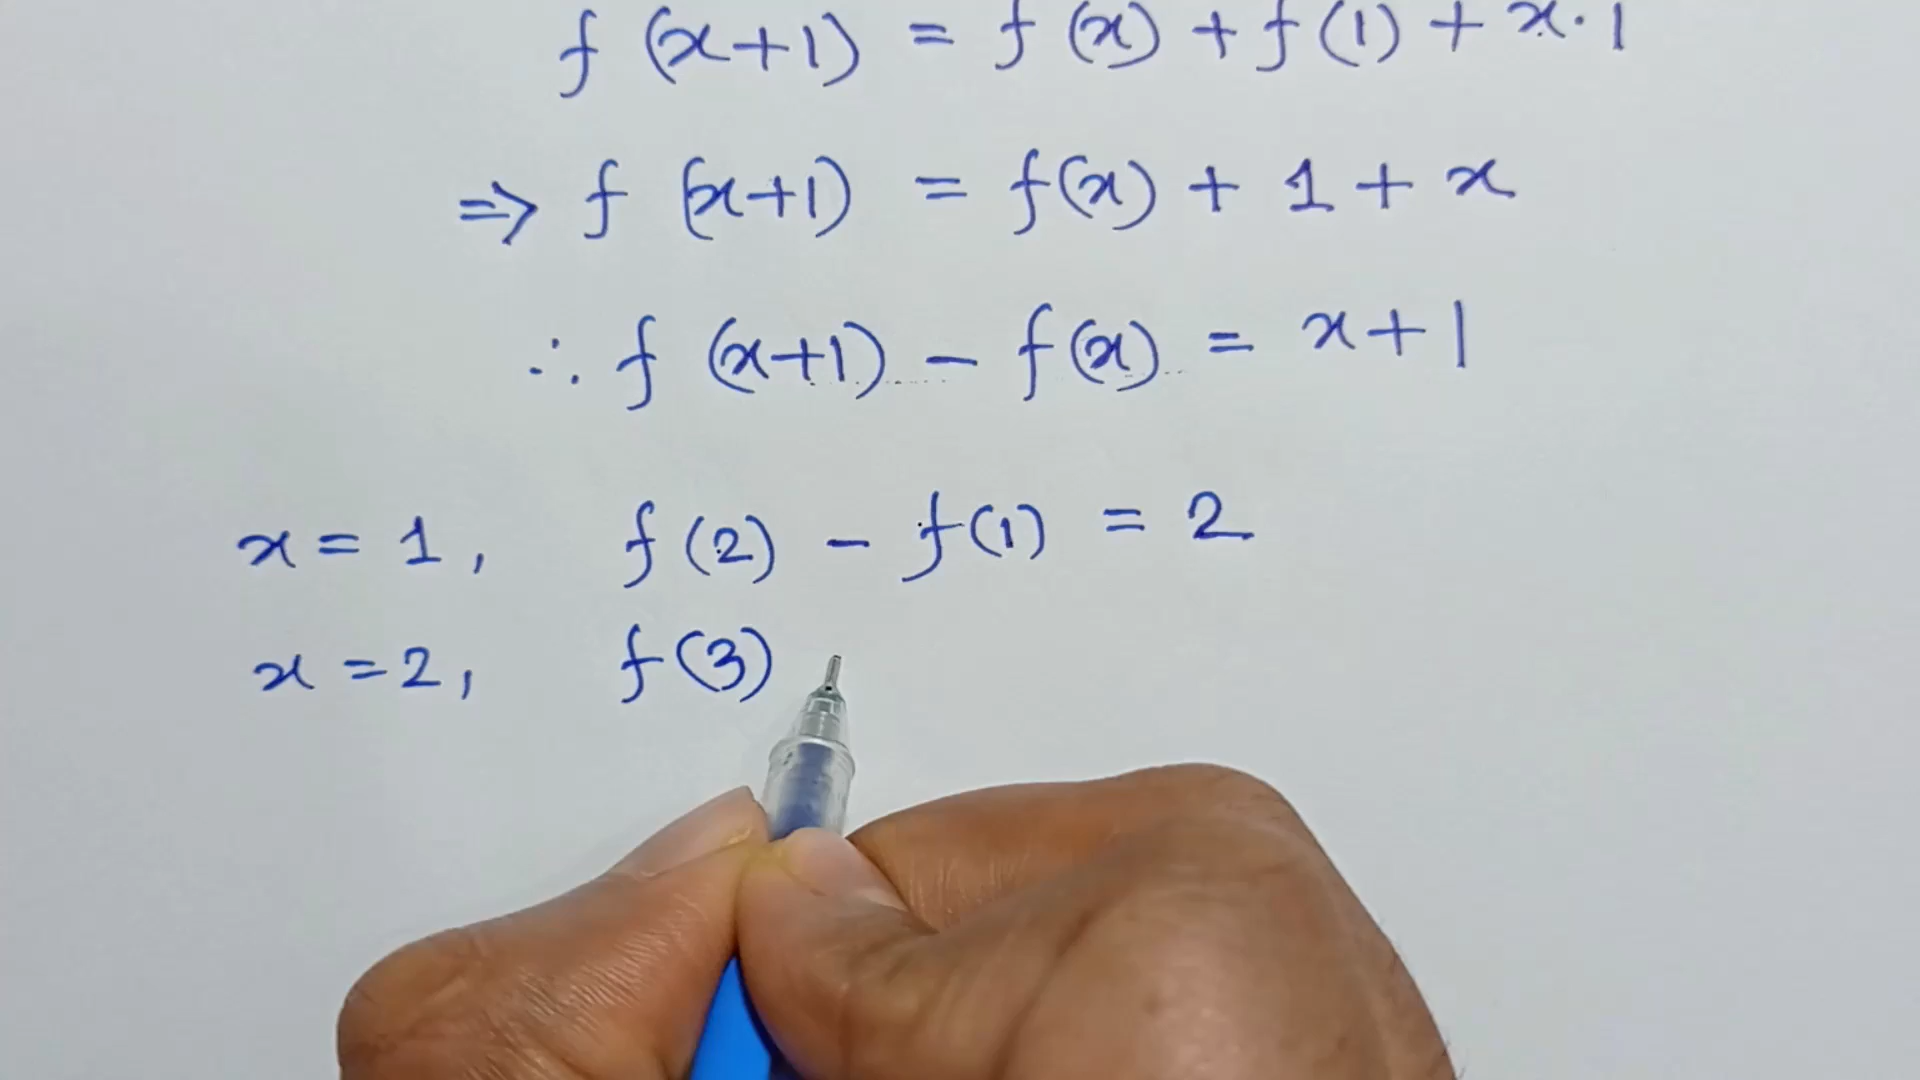 f (x+1) = f (x) + f (1) + x · 1
⇒ f (x+1) = f(x) + 1 + x
∴ f (x+1) − f(x) = x+1
x = 1, f(2) − f(1) = 2
x = 2, f(3)